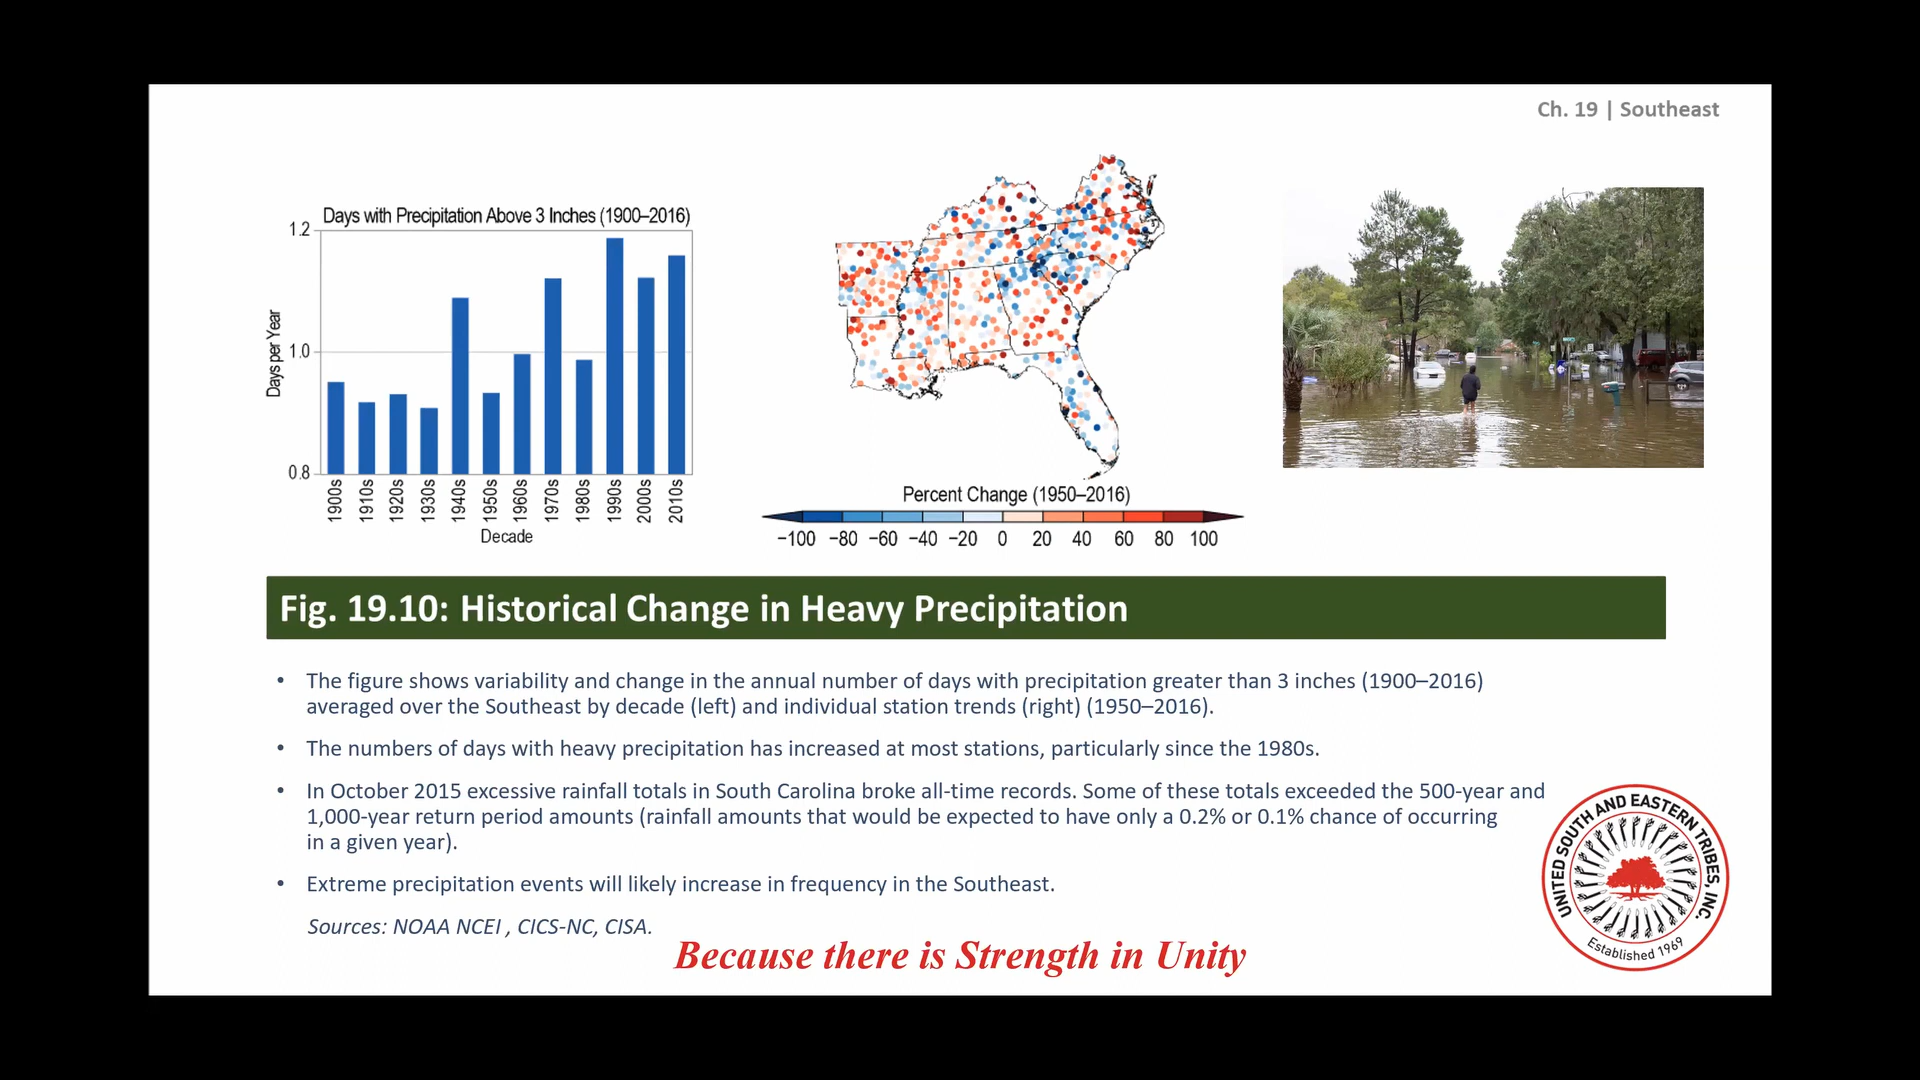 Ch. 19 | Southeast
Days with Precipitation Above 3 Inches (1900–2016)
1.2
1.0
0.8
Days per Year
1900s
1910s
1920s
1930s
1940s
1950s
1960s
1970s
1980s
1990s
2000s
2010s
Decade
Percent Change (1950–2016)
−100 −80 −60 −40 −20 0 20 40 60 80 100
Fig. 19.10: Historical Change in Heavy Precipitation
• The figure shows variability and change in the annual number of days with precipitation greater than 3 inches (1900–2016)
averaged over the Southeast by decade (left) and individual station trends (right) (1950–2016).
• The numbers of days with heavy precipitation has increased at most stations, particularly since the 1980s.
• In October 2015 excessive rainfall totals in South Carolina broke all-time records. Some of these totals exceeded the 500-year and
1,000-year return period amounts (rainfall amounts that would be expected to have only a 0.2% or 0.1% chance of occurring
in a given year).
• Extreme precipitation events will likely increase in frequency in the Southeast.
Sources: NOAA NCEI , CICS-NC, CISA.
Because there is Strength in Unity
UNITED SOUTH AND EASTERN TRIBES, INC.
Established 1969